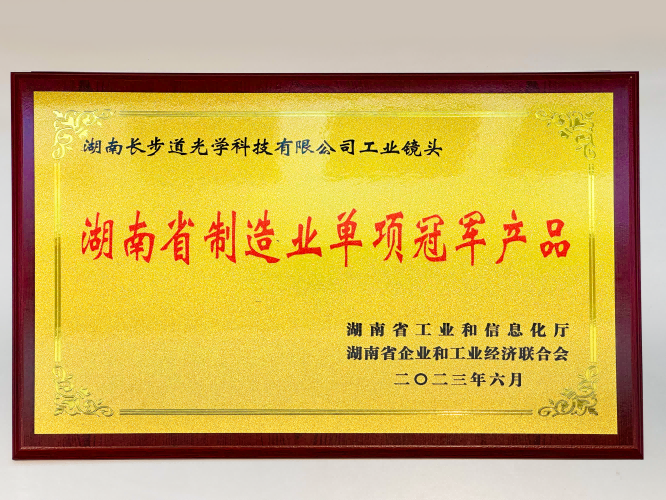 湖南长步道光学科技有限公司工业镜头
湖南省制造业单项冠军产品
湖南省工业和信息化厅
湖南省企业和工业经济联合会
二〇二三年六月